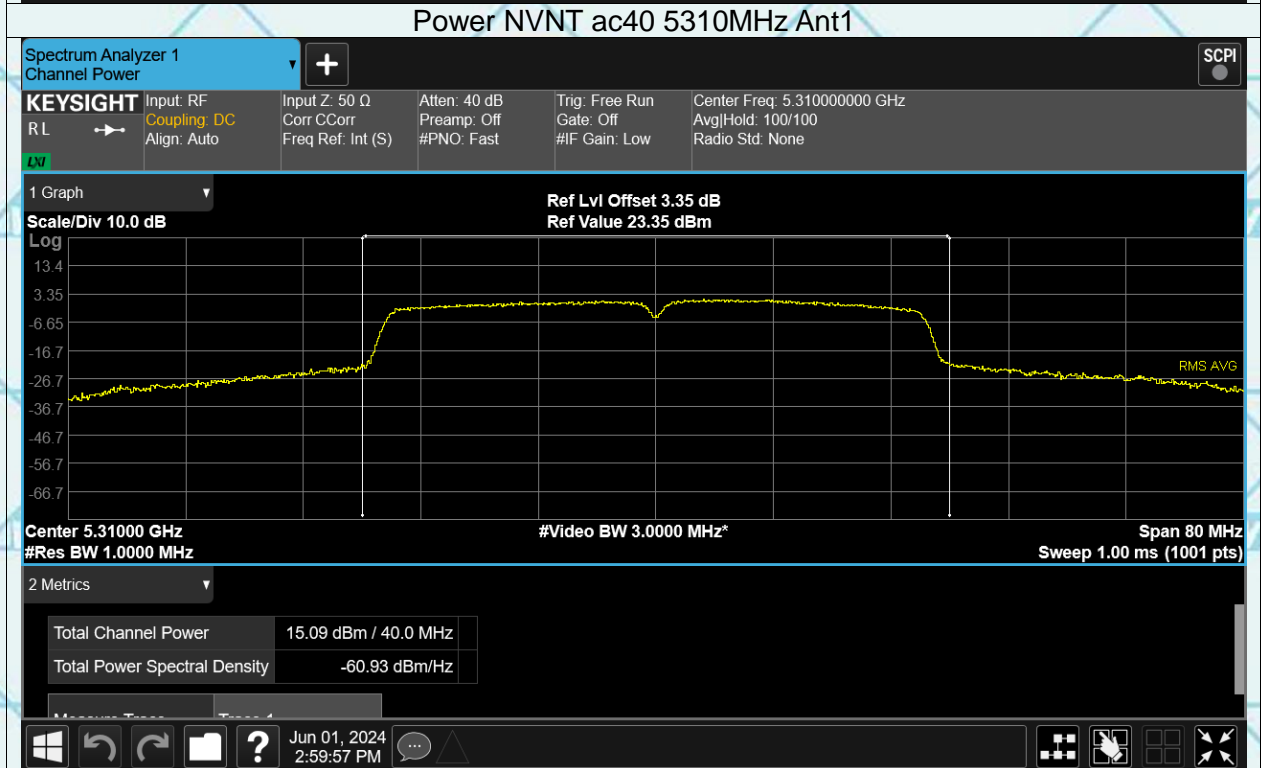 Power NVNT ac40 5310MHz Ant1
Spectrum Analyzer 1
Channel Power
SCPI
KEYSIGHT
R L
LXI
Input: RF
Coupling: DC
Align: Auto
Input Z: 50 Ω
Corr CCorr
Freq Ref: Int (S)
Atten: 40 dB
Preamp: Off
#PNO: Fast
Trig: Free Run
Gate: Off
#IF Gain: Low
Center Freq: 5.310000000 GHz
Avg|Hold: 100/100
Radio Std: None
1 Graph
Scale/Div 10.0 dB
Ref Lvl Offset 3.35 dB
Ref Value 23.35 dBm
Log
13.4
3.35
-6.65
-16.7
-26.7
-36.7
-46.7
-56.7
-66.7
RMS AVG
Center 5.31000 GHz
#Video BW 3.0000 MHz*
Span 80 MHz
#Res BW 1.0000 MHz
Sweep 1.00 ms (1001 pts)
2 Metrics
Total Channel Power 15.09 dBm / 40.0 MHz
Total Power Spectral Density -60.93 dBm/Hz
Measure Trace Trace 1
?
Jun 01, 2024
2:59:57 PM